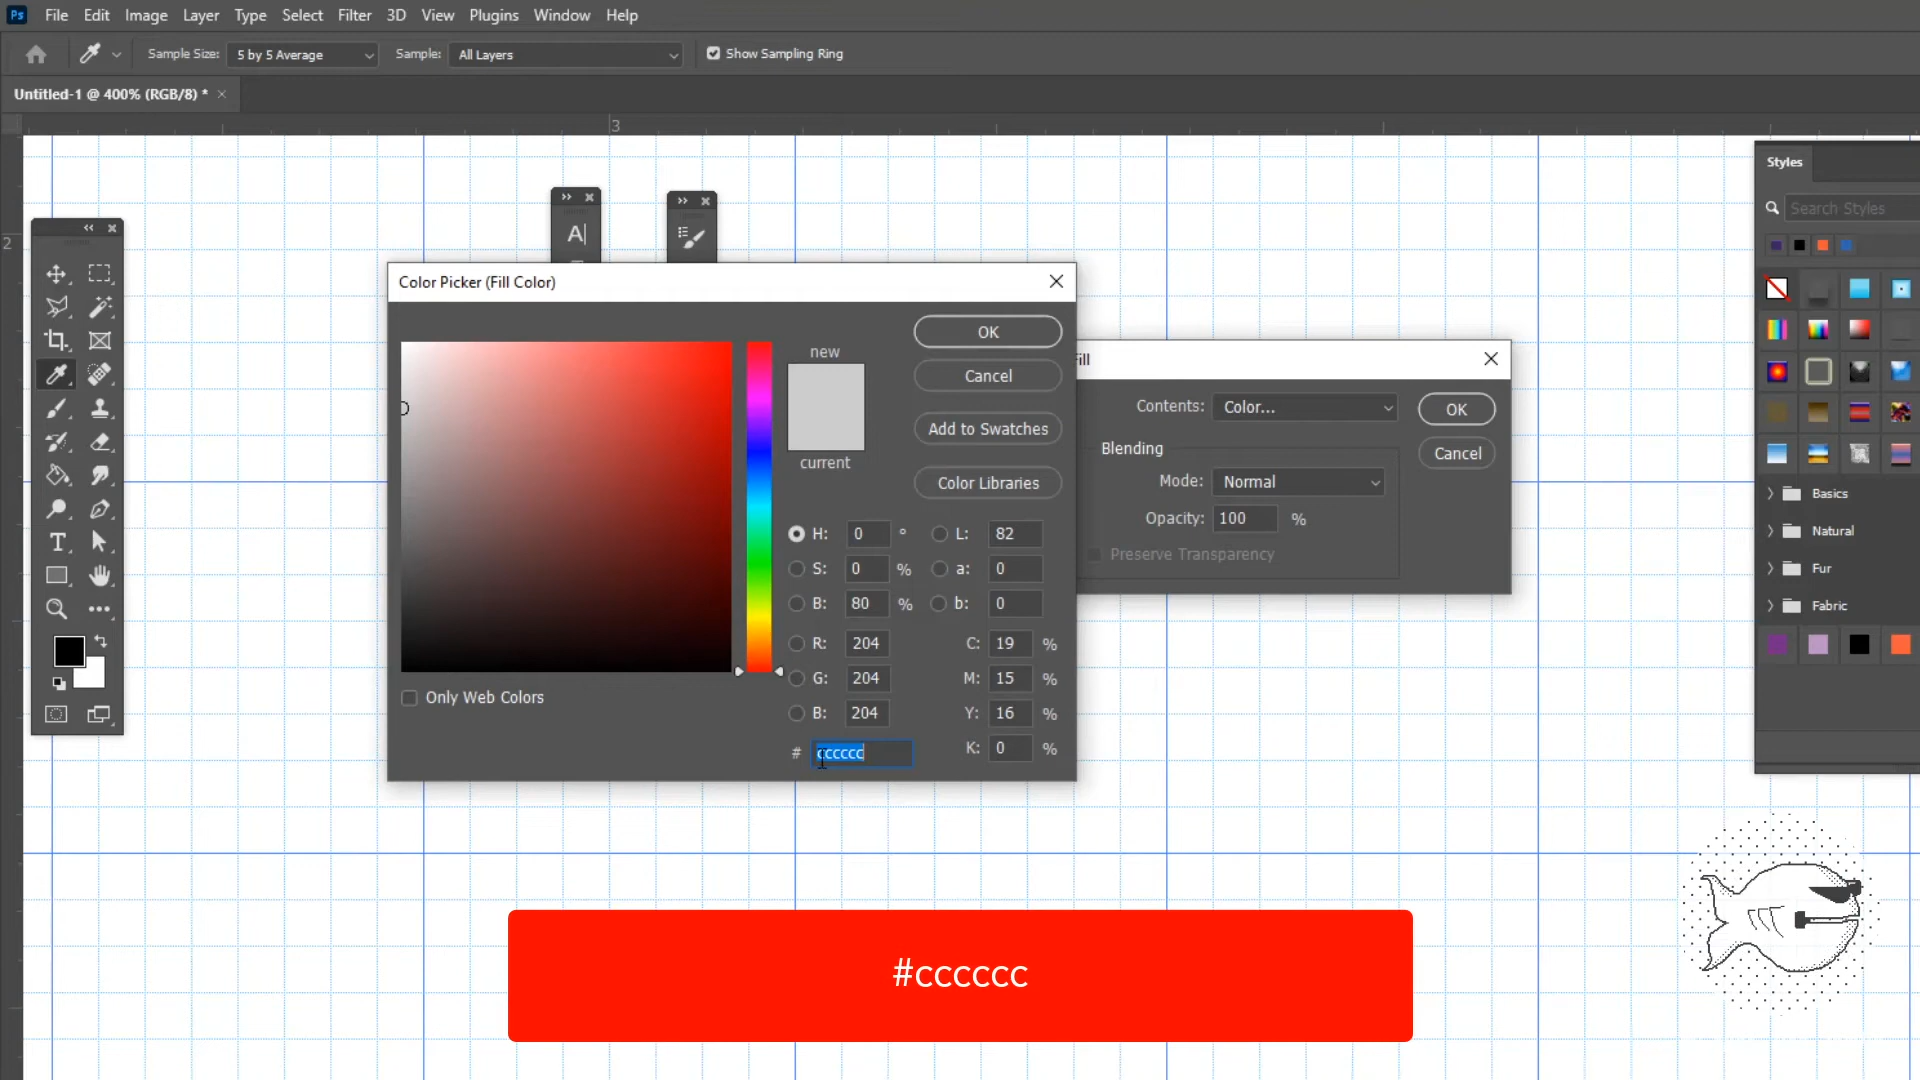 Ps File Edit Image Layer Type Select Filter 3D View Plugins Window Help
Sample Size: 5 by 5 Average Sample: All Layers Show Sampling Ring
Untitled-1 @ 400% (RGB/8) * ×
3
2
A|
Styles
Search Styles
Basics
Natural
Fur
Fabric
Color Picker (Fill Color)
new
current
OK
Cancel
Add to Swatches
Color Libraries
H: 0 ° L: 82
S: 0 % a: 0
B: 80 % b: 0
R: 204 C: 19 %
G: 204 M: 15 %
B: 204 Y: 16 %
# cccccc K: 0 %
Only Web Colors
Fill
Contents: Color... OK
Blending Cancel
Mode: Normal
Opacity: 100 %
Preserve Transparency
T
#cccccc